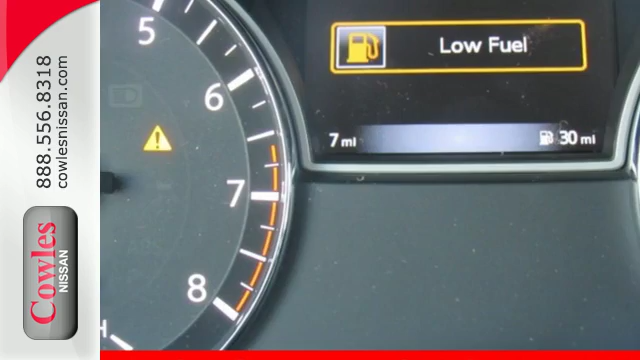 888.556.8318
cowlesnissan.com
Cowles
NISSAN
5
6
7
8
H
Low Fuel
7 mi
30 mi